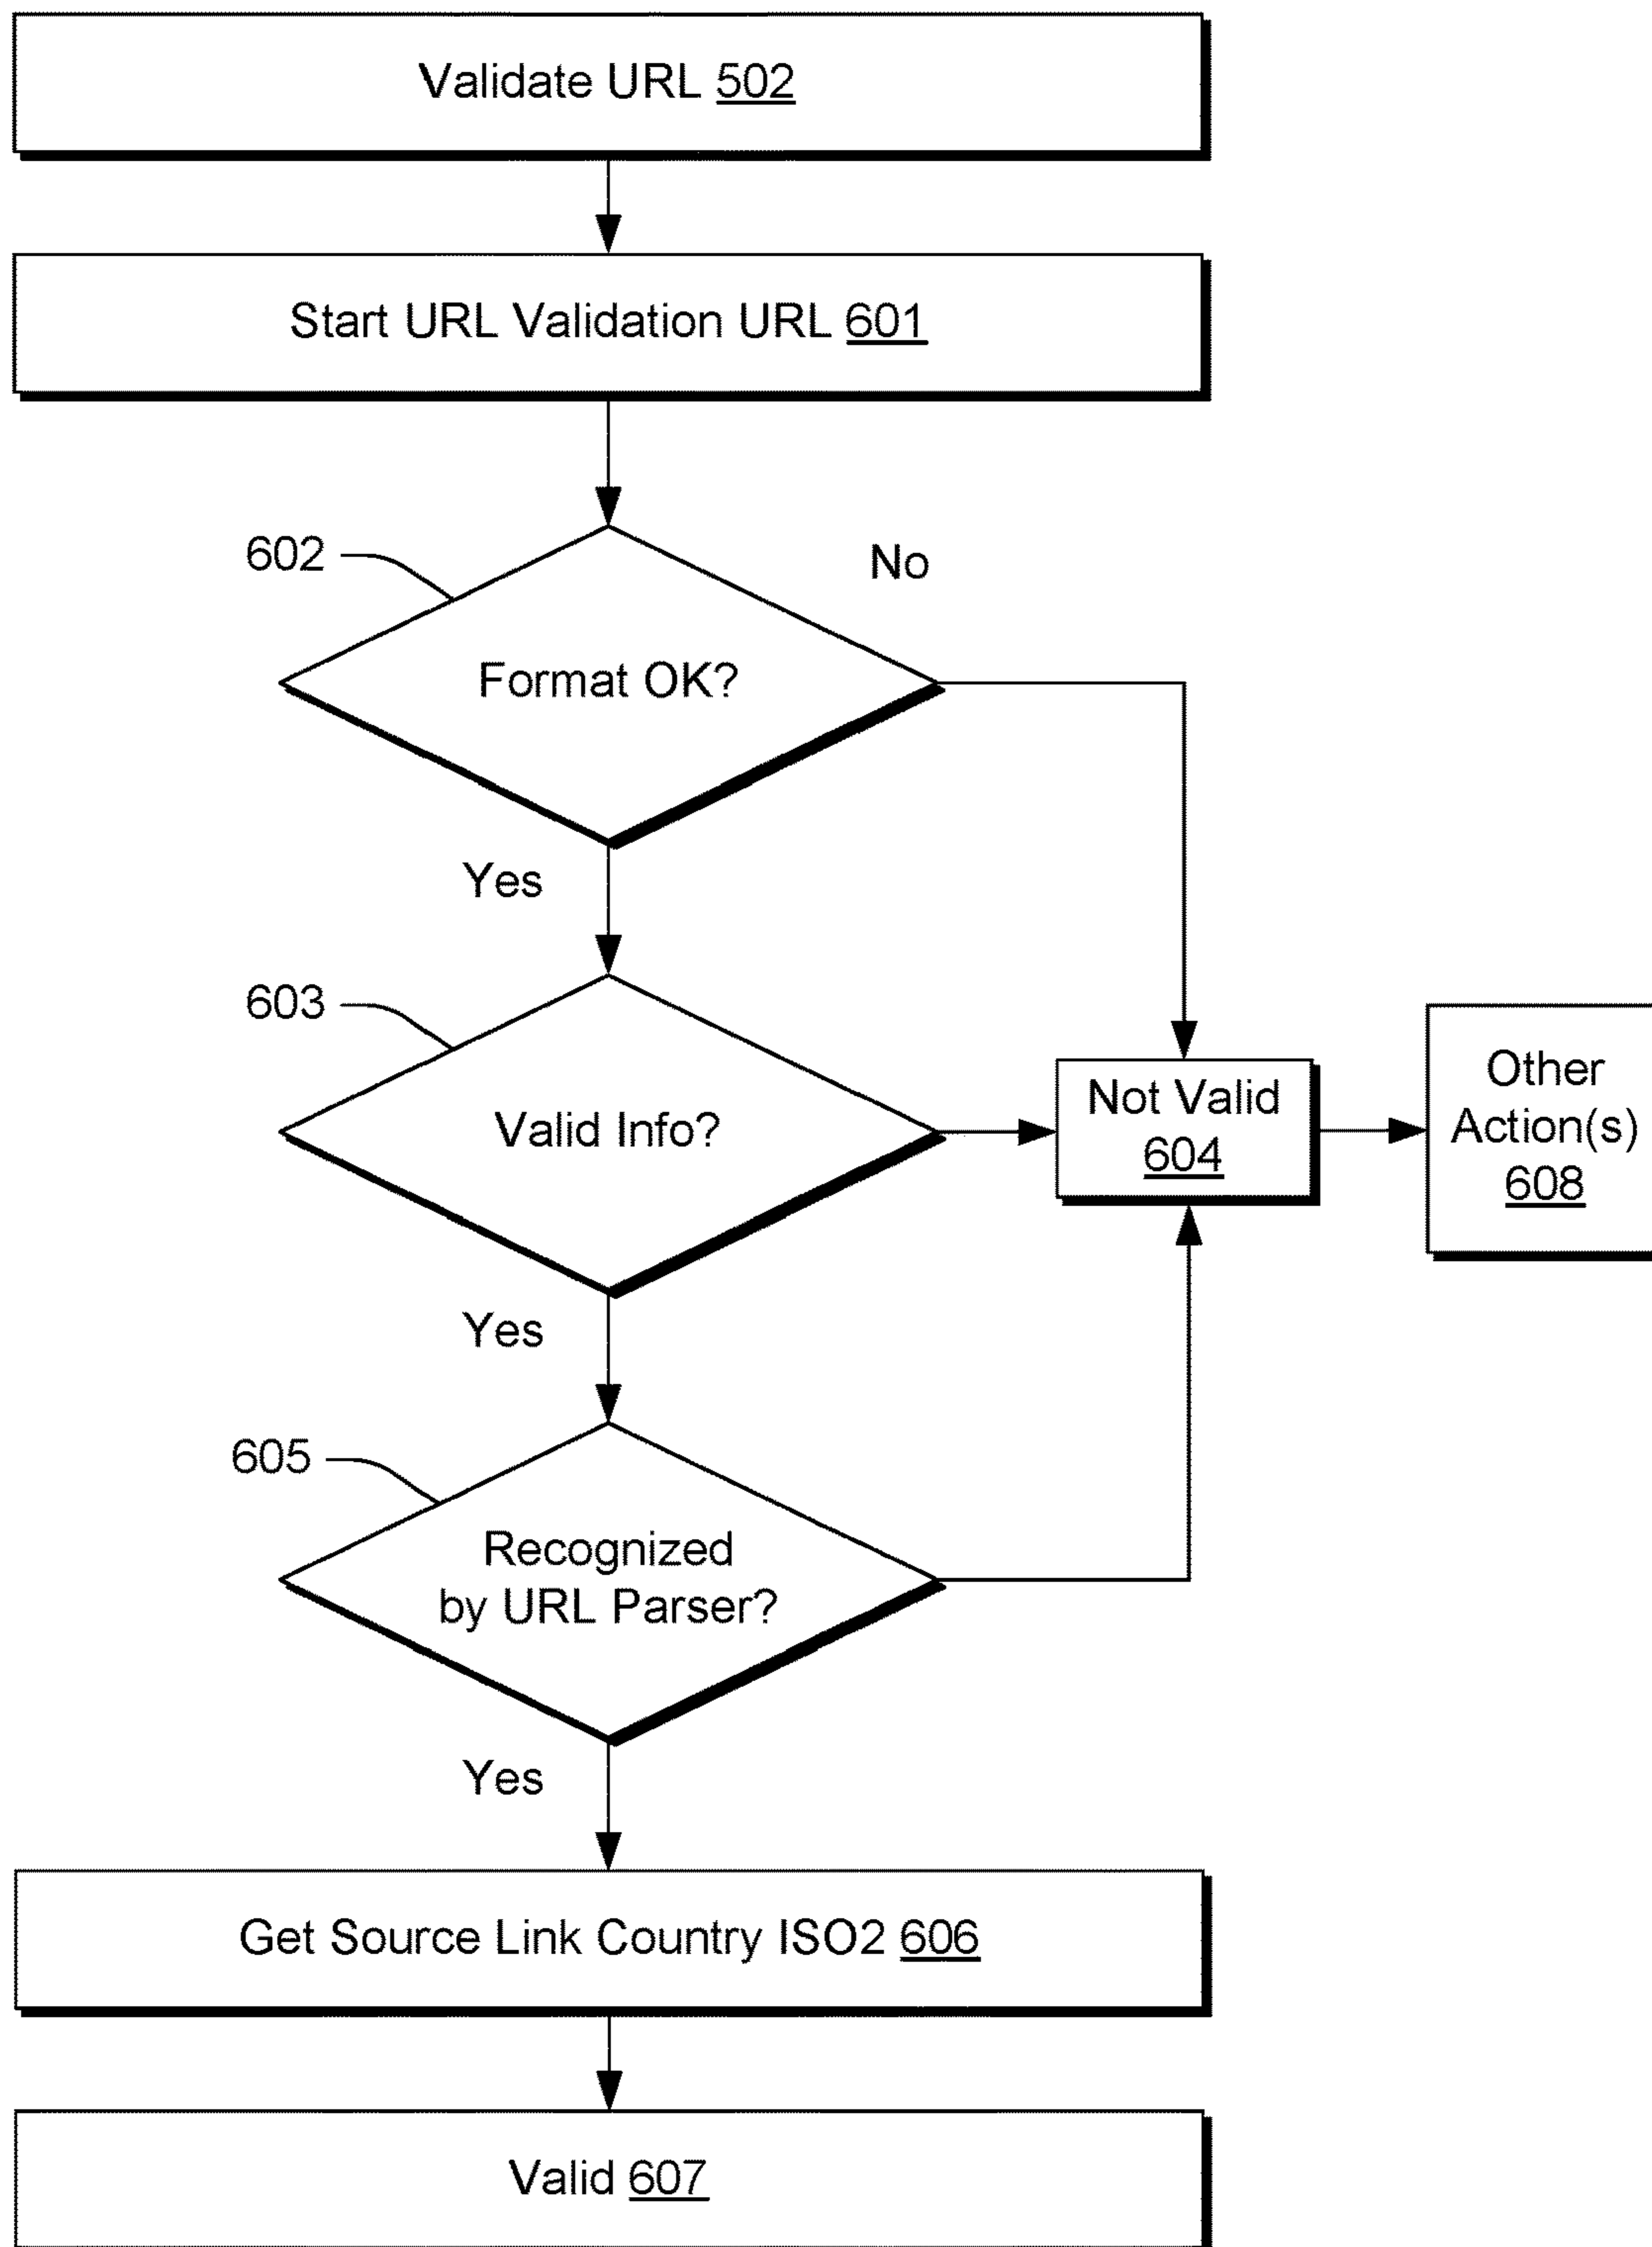 Validate URL 502
Start URL Validation URL 601
602
No
Format OK?
Yes
603
Valid Info?
Not Valid
604
Other
Action(s)
608
Yes
605
Recognized
by URL Parser?
Yes
Get Source Link Country ISO2 606
Valid 607